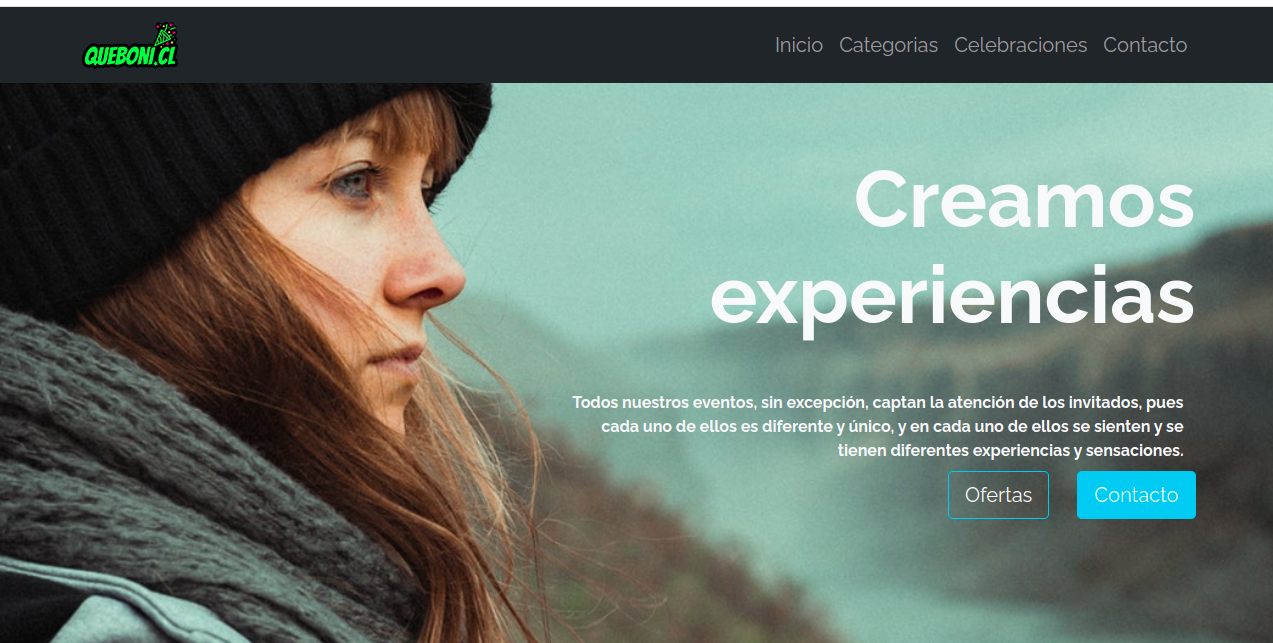 QUEBONI.CL
Inicio Categorias Celebraciones Contacto
Creamos
experiencias
Todos nuestros eventos, sin excepción, captan la atención de los invitados, pues
cada uno de ellos es diferente y único, y en cada uno de ellos se sienten y se
tienen diferentes experiencias y sensaciones.
Ofertas Contacto